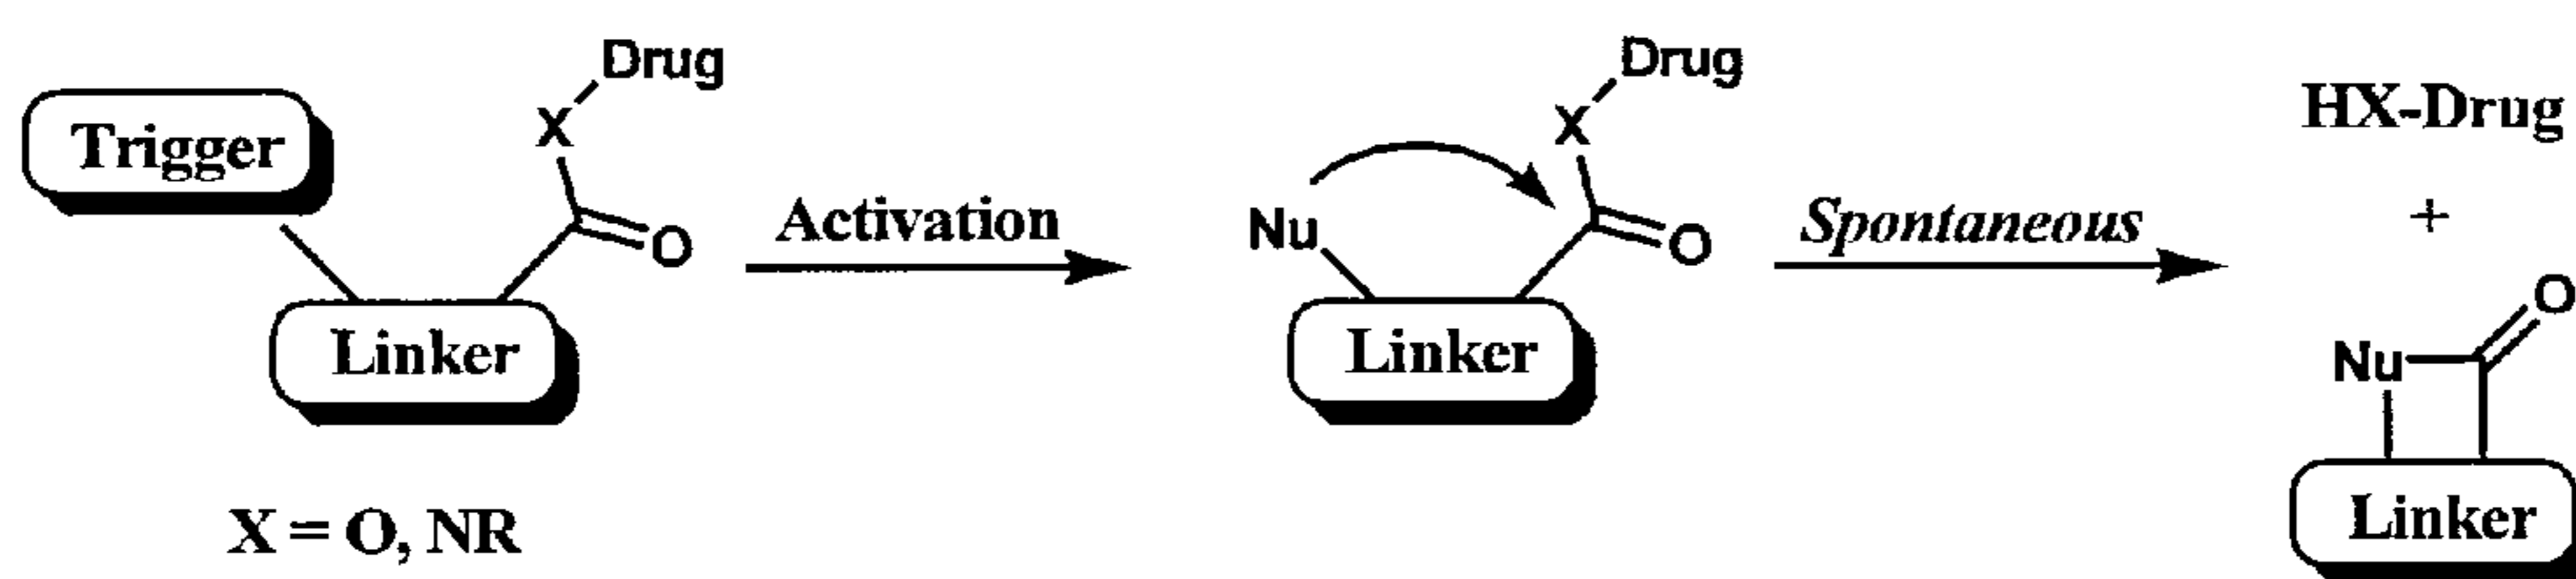 Drug
X
Trigger
O
Linker
X = O, NR
Activation
Drug
X
Nu
O
Linker
Spontaneous
HX-Drug
+
O
Nu
Linker